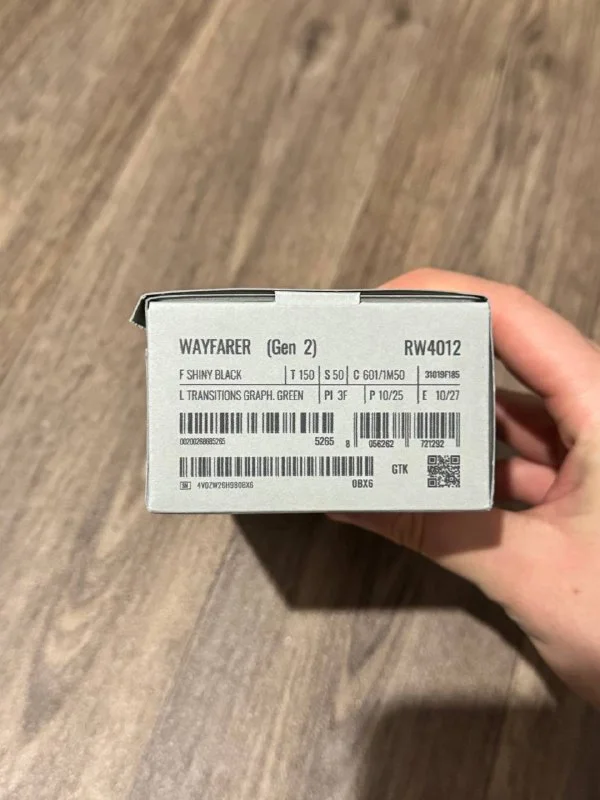 WAYFARER (Gen 2) RW4012
F SHINY BLACK T 150 S 50 C 601/1M50 31019F185
L TRANSITIONS GRAPH. GREEN PI 3F P 10/25 E 10/27
5265 8 056262 721292
GTK
SN 0BX6